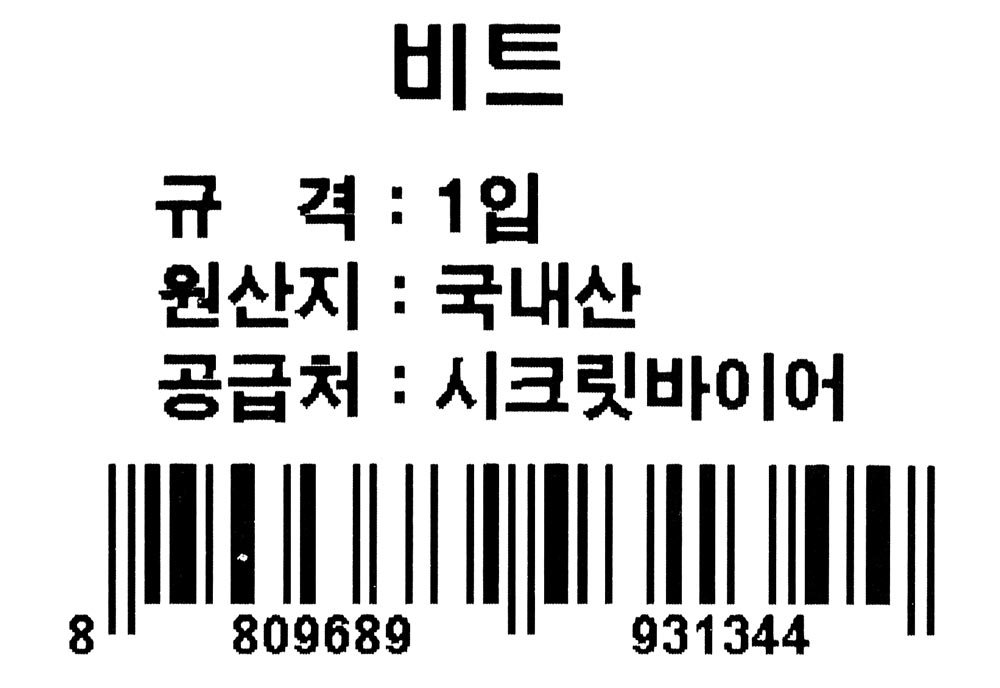 비트
규 격 : 1입
원산지 : 국내산
공급처 : 시크릿바이어
8 809689 931344